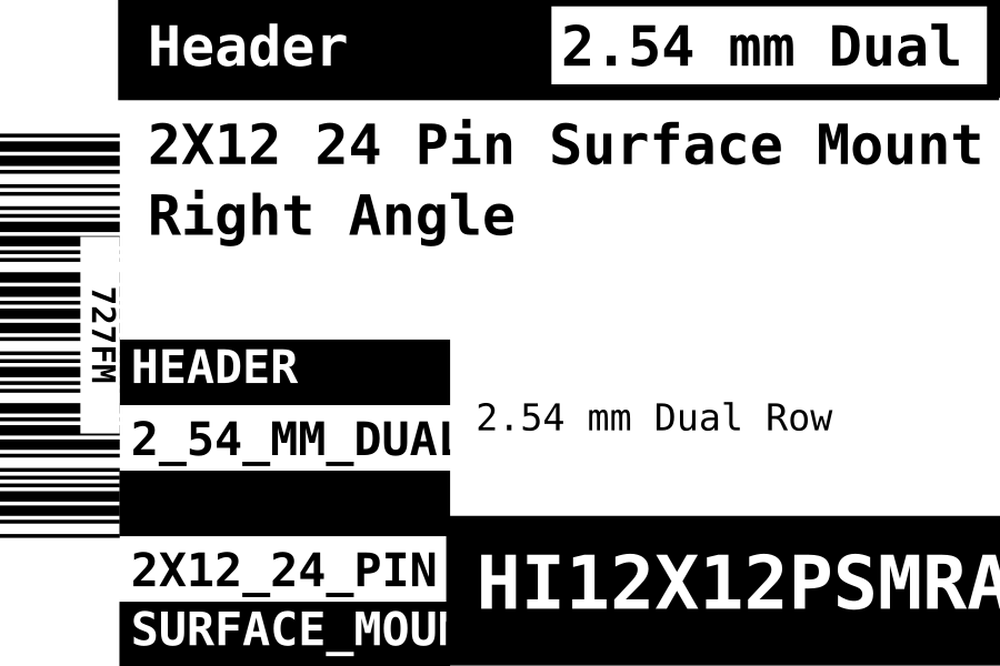 Header
2.54 mm Dual
2X12 24 Pin Surface Mount
Right Angle
727FM
HEADER
2_54_MM_DUAL
2.54 mm Dual Row
2X12_24_PIN
SURFACE_MOUN
HI12X12PSMRA